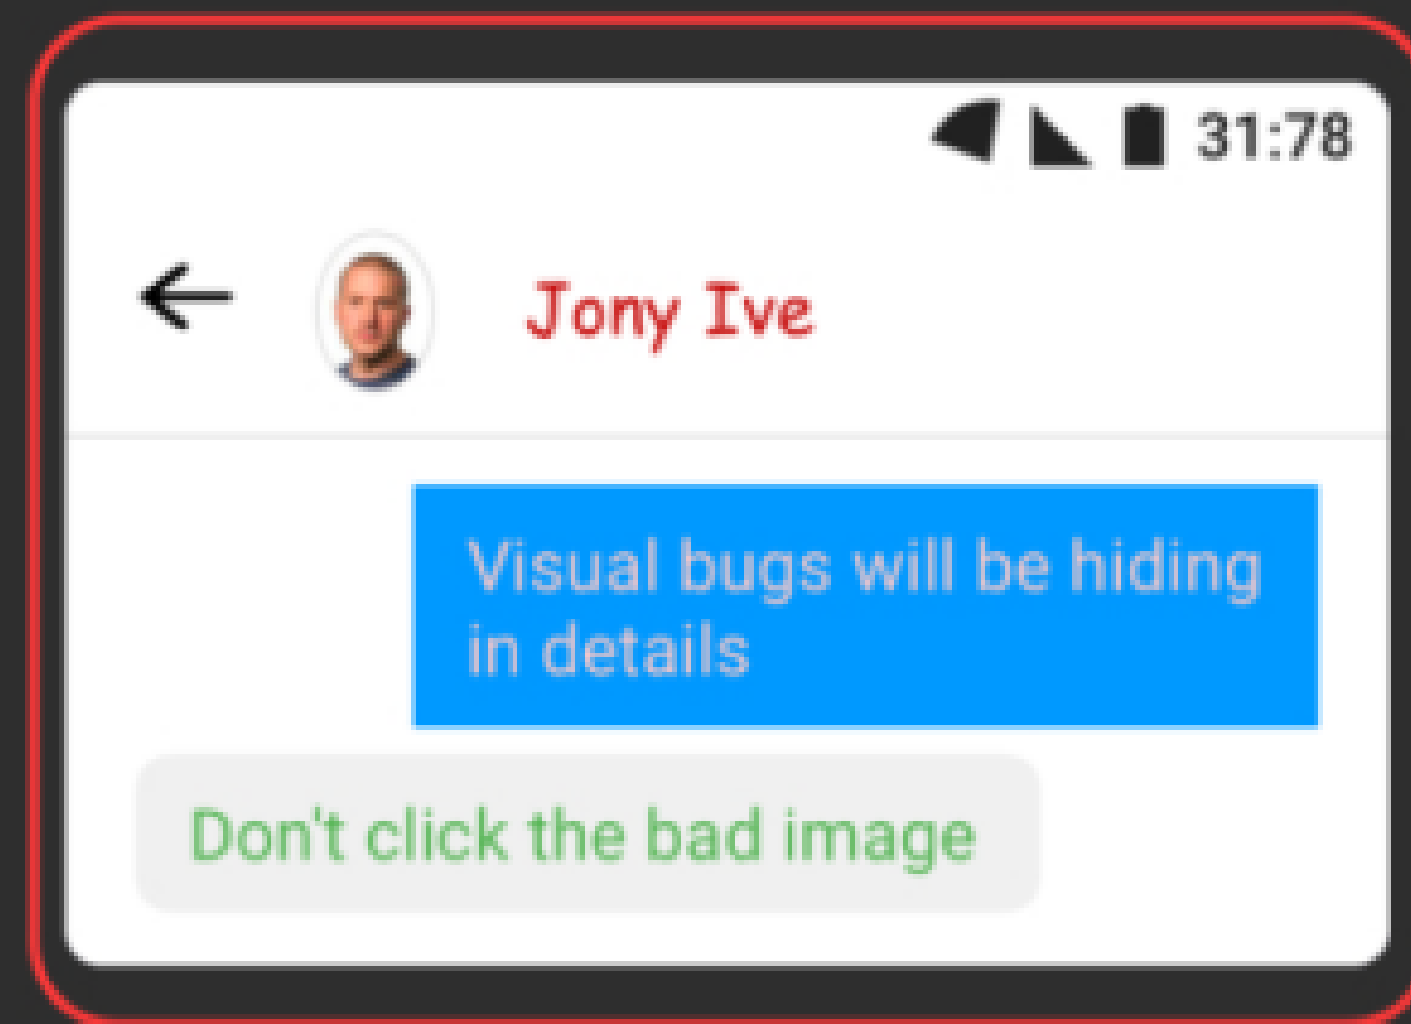 31:78
Jony Ive
Visual bugs will be hiding
in details
Don't click the bad image